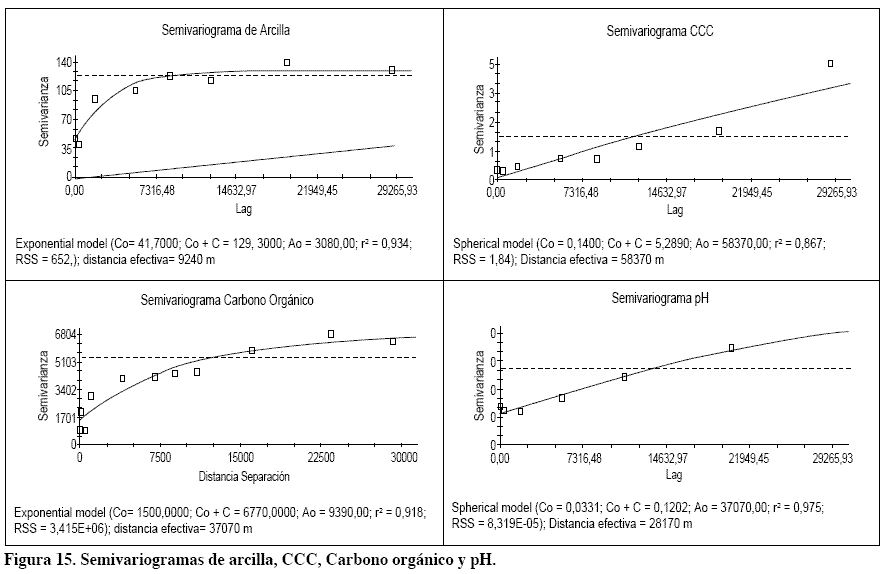 Semivariograma de Arcilla
Semivarianza
140
105
70
35
0
0,00
7316,48
14632,97
21949,45
29265,93
Lag
Exponential model (Co= 41,7000; Co + C = 129, 3000; Ao = 3080,00; r² = 0,934;
RSS = 652,); distancia efectiva= 9240 m
Semivariograma CCC
Semivarianza
5
3
2
1
0
0,00
7316,48
14632,97
21949,45
29265,93
Lag
Spherical model (Co = 0,1400; Co + C = 5,2890; Ao = 58370,00; r² = 0,867;
RSS = 1,84); Distancia efectiva = 58370 m
Semivariograma Carbono Orgánico
Semivarianza
6804
5103
3402
1701
0
0
7500
15000
22500
30000
Distancia Separación
Exponential model (Co= 1500,0000; Co + C = 6770,0000; Ao = 9390,00; r² = 0,918;
RSS = 3,415E+06); distancia efectiva= 37070 m
Semivariograma pH
Semivarianza
0
0
0
0
0
0,00
7316,48
14632,97
21949,45
29265,93
Lag
Spherical model (Co = 0,0331; Co + C = 0,1202; Ao = 37070,00; r² = 0,975;
RSS = 8,319E-05); Distancia efectiva = 28170 m
Figura 15. Semivariogramas de arcilla, CCC, Carbono orgánico y pH.